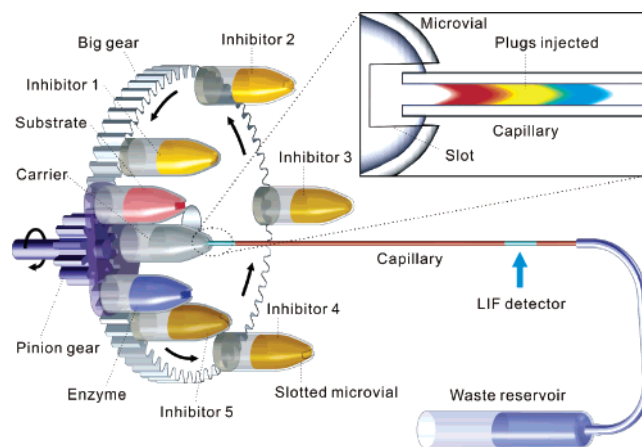 Microvial
Plugs injected
Capillary
Slot
Big gear
Inhibitor 2
Inhibitor 1
Substrate
Carrier
Inhibitor 3
Capillary
LIF detector
Inhibitor 4
Pinion gear
Enzyme
Inhibitor 5
Slotted microvial
Waste reservoir